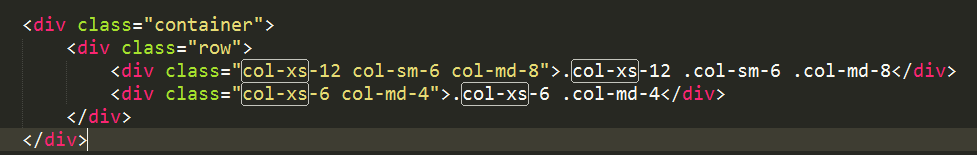 <div class="container">
<div class="row">
<div class="col-xs-12 col-sm-6 col-md-8">.col-xs-12 .col-sm-6 .col-md-8</div>
<div class="col-xs-6 col-md-4">.col-xs-6 .col-md-4</div>
</div>
</div>